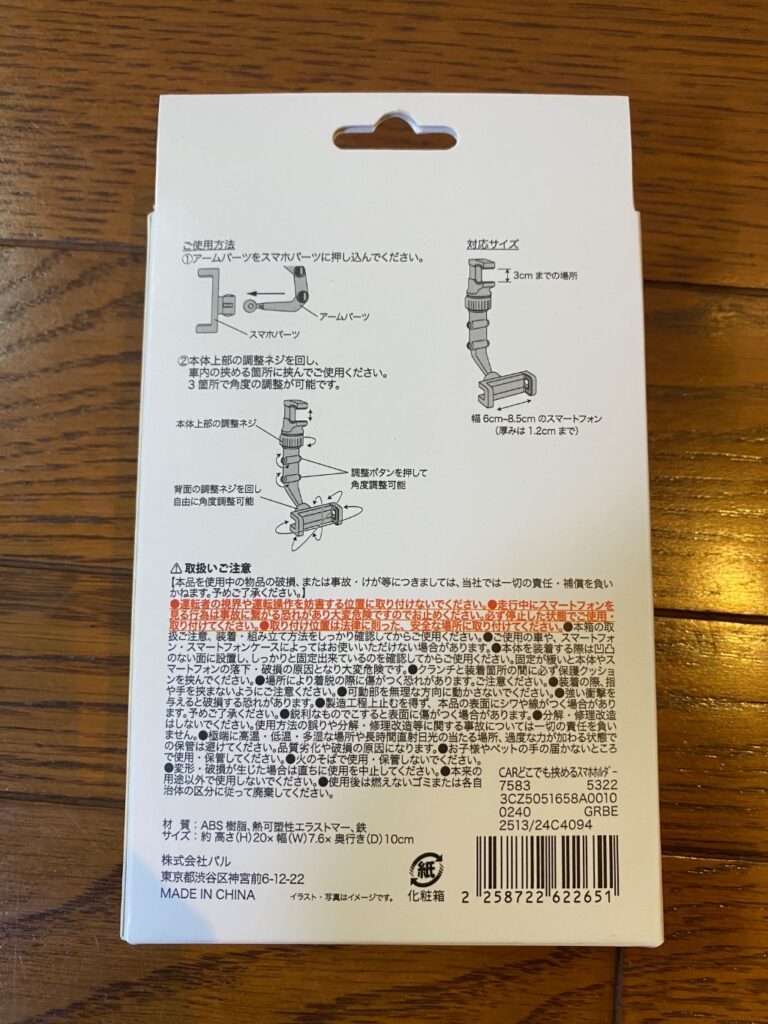 ご使用方法
①アームパーツをスマホパーツに押し込んでください。
アームパーツ
スマホパーツ
②本体上部の調整ネジを回し、
車内の挟める箇所に挟んでご使用ください。
3箇所で角度の調整が可能です。
本体上部の調整ネジ
調整ボタンを押して
角度調整可能
背面の調整ネジを回し
自由に角度調整可能
対応サイズ
3cmまでの場所
幅6cm~8.5cmのスマートフォン
(厚みは1.2cmまで)
⚠取扱いご注意
【本品を使用中の物品の破損、または事故・けが等につきましては、当社では一切の責任・補償を負い
かねます。予めご了承ください。】
●運転者の視界や運転操作を妨害する位置に取り付けないでください。●走行中にスマートフォンを
見る行為は事故に繋がる恐れがあり大変危険ですのでおやめください。必ず停止した状態でご使用・
取り付けてください。●取り付け位置は法律に則った、安全な場所に取り付けてください。●本箱の取
扱ご注意、装着・組み立て方法をしっかり確認してからご使用ください。●ご使用の車や、スマートフォ
ン・スマートフォンケースによってはお使いいただけない場合があります。●本体を装着する際は凹凸
のない面に設置し、しっかりと固定出来ているのを確認してからご使用ください。固定が緩いと本体やス
マートフォンの落下・破損の原因となり大変危険です。●クランチと装着箇所の間に必ず保護クッショ
ンを挟んでください。●場所により着脱の際に傷がつく恐れがあります。ご注意ください。●装着の際、指
や手を挟まないようにご注意ください。●可動部を無理な方向に動かさないでください。●強い衝撃
を与えると破損する恐れがあります。●製造工程上止むを得ず、本品の表面にシワや線がつく場合があり
ます。予めご了承ください。●鋭利なものでこすると表面に傷がつく場合があります。●分解・修理改造
はしないでください。使用方法の誤りや分解・修理改造等に関する事故については一切の責任を負いま
せん。●極端に高温・低温・多湿な場所や長時間直射日光の当たる場所、過度な力が加わる状態で
の保管は避けてください。品質劣化や破損の原因になります。●お子様やペットの手の届かないところ
で使用・保管してください。●火のそばで使用・保管しないでください。
●変形・破損が生じた場合は直ちに使用を中止してください。●本来の
用途以外で使用しないでください。●使用後は燃えないゴミまたは各自
治体の区分に従って廃棄してください。
材 質:ABS樹脂、熱可塑性エラストマー、鉄
サイズ:約 高さ(H)20×幅(W)7.6×奥行き(D)10cm
株式会社パル
東京都渋谷区神宮前6-12-22
MADE IN CHINA
イラスト・写真はイメージです。
紙
化粧箱
CARどこでも挟めるスマホホルダー
7583 5322
3CZ5051658A0010
0240 GRBE
2513/24C4094
2 258722 622651